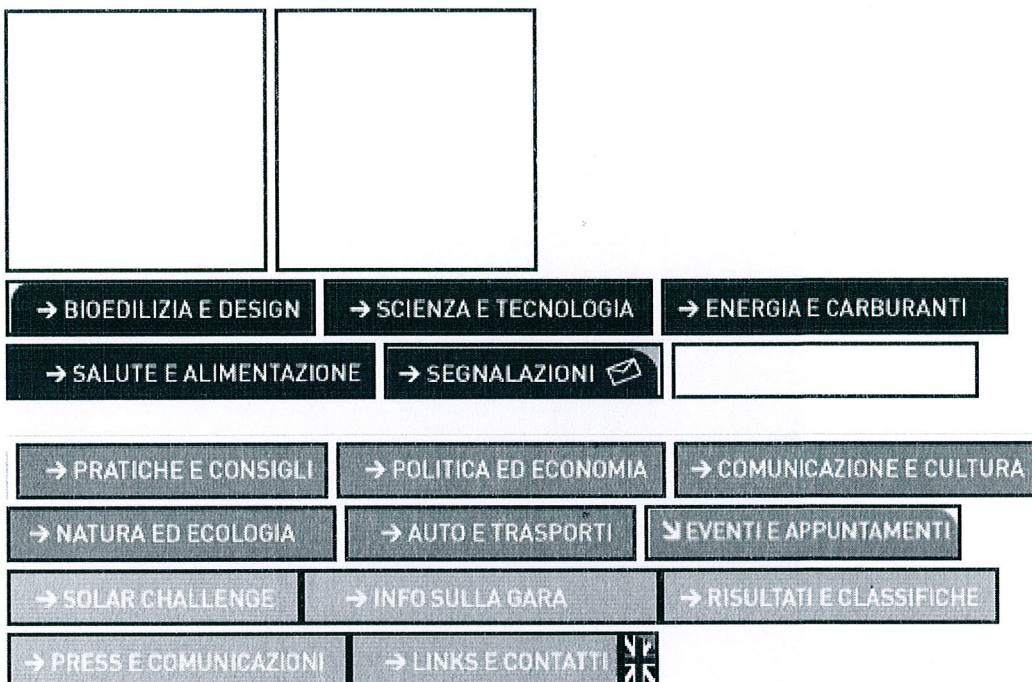 → BIOEDILIZIA E DESIGN → SCIENZA E TECNOLOGIA → ENERGIA E CARBURANTI
→ SALUTE E ALIMENTAZIONE → SEGNALAZIONI
→ PRATICHE E CONSIGLI → POLITICA ED ECONOMIA → COMUNICAZIONE E CULTURA
→ NATURA ED ECOLOGIA → AUTO E TRASPORTI ↘ EVENTI E APPUNTAMENTI
→ SOLAR CHALLENGE → INFO SULLA GARA → RISULTATI E CLASSIFICHE
→ PRESS E COMUNICAZIONI → LINKS E CONTATTI